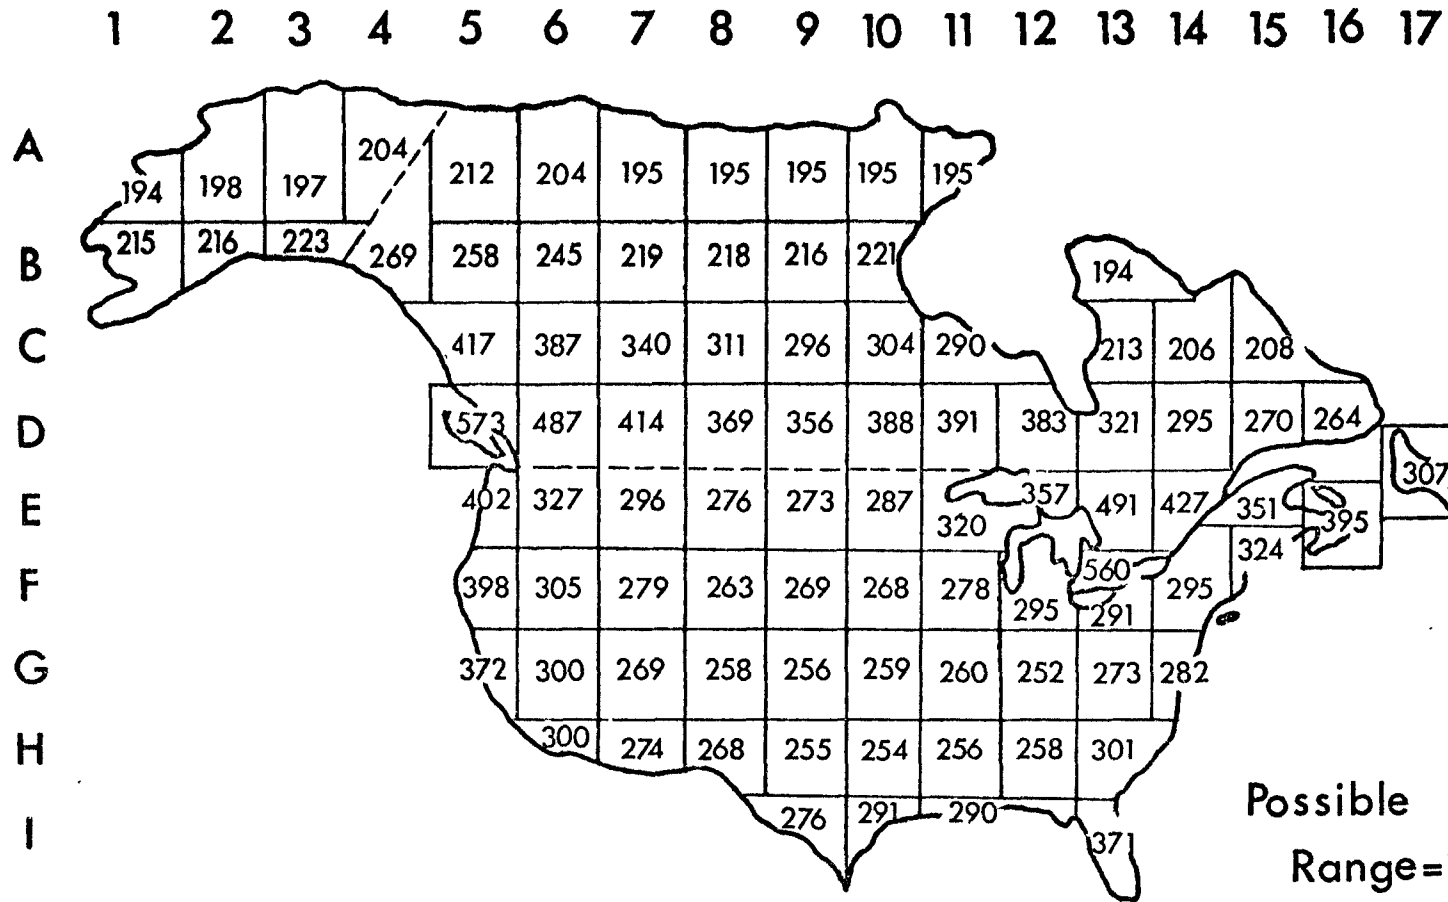 1 2 3 4 5 6 7 8 9 10 11 12 13 14 15 16 17
A 194 198 197 204 212 204 195 195 195 195 195
B 215 216 223 269 258 245 219 218 216 221 194
C 417 387 340 311 296 304 290 213 206 208
D 573 487 414 369 356 388 391 383 321 295 270 264
307
E 402 327 296 276 273 287 320 357 491 427 351 395
324
F 398 305 279 263 269 268 278 295 560 295
291
G 372 300 269 258 256 259 260 252 273 282
H 300 274 268 255 254 256 258 301
I 276 291 290 371
Possible
Range=